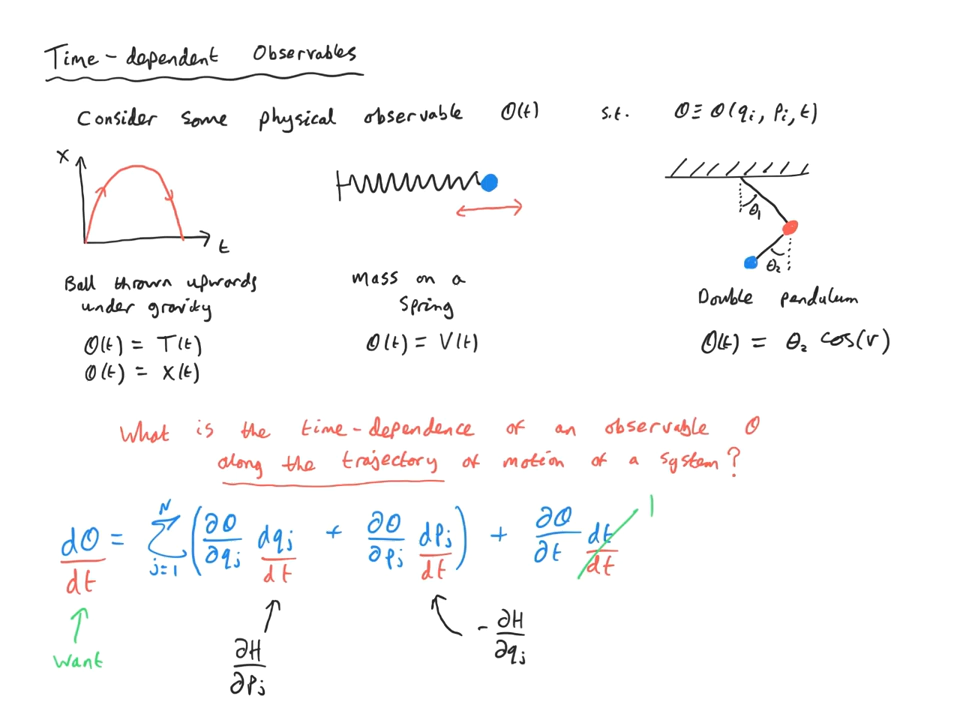 Time-dependent Observables
Consider some physical observable O(t) s.t. O ≡ O(qᵢ, pᵢ, t)
x
t
Ball thrown upwards
under gravity
O(t) = T(t)
O(t) = x(t)
Mass on a
Spring
O(t) = V(t)
θ₁
θ₂
Double pendulum
O(t) = θ₂ cos(r)
What is the time-dependence of an observable O
along the trajectory of motion of a system?
dO/dt = Σ_{j=1}^{N} (∂O/∂qⱼ dqⱼ/dt + ∂O/∂pⱼ dpⱼ/dt) + ∂O/∂t dt/dt 1
want
∂H/∂pⱼ
-∂H/∂qⱼ